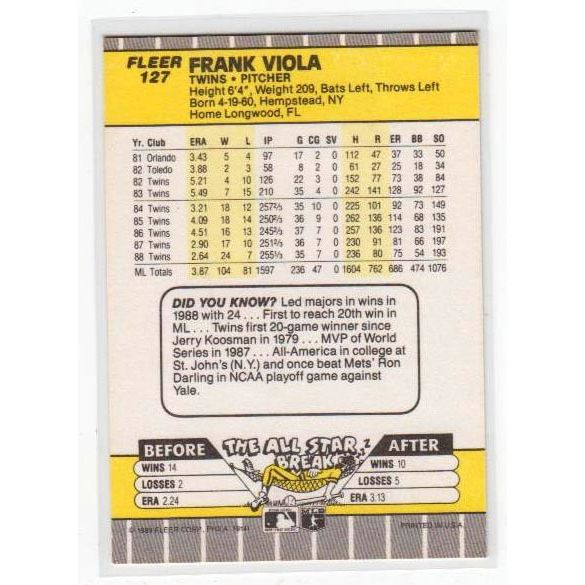 FLEER
127
FRANK VIOLA
TWINS • PITCHER
Height 6'4", Weight 209, Bats Left, Throws Left
Born 4-19-60, Hempstead, NY
Home Longwood, FL
Yr. Club ERA W L IP G CG SV H R ER BB SO
81 Orlando 3.43 5 4 97 17 2 0 112 47 37 33 50
82 Toledo 3.88 2 3 58 8 2 0 61 27 25 18 34
82 Twins 5.21 4 10 126 22 3 0 152 77 73 38 84
83 Twins 5.49 7 15 210 35 4 0 242 141 128 92 127
84 Twins 3.21 18 12 257⅔ 35 10 0 225 101 92 73 149
85 Twins 4.09 18 14 250⅔ 36 9 0 262 136 114 68 135
86 Twins 4.51 16 13 245⅔ 37 7 0 257 136 123 83 191
87 Twins 2.90 17 10 251⅔ 36 7 0 230 91 81 66 197
88 Twins 2.64 24 7 255⅓ 35 7 0 236 80 75 54 193
ML Totals 3.87 104 81 1597 236 47 0 1604 762 686 474 1076
DID YOU KNOW? Led majors in wins in
1988 with 24 . . . First to reach 20th win in
ML . . . Twins first 20-game winner since
Jerry Koosman in 1979 . . . MVP of World
Series in 1987 . . . All-America in college at
St. John's (N.Y.) and once beat Mets' Ron
Darling in NCAA playoff game against
Yale.
BEFORE
THE ALL STAR
BREAK
AFTER
WINS 14
LOSSES 2
ERA 2.24
WINS 10
LOSSES 5
ERA 3.13
© 1989 FLEER CORP., PHILA. 19141
PRINTED IN U.S.A.